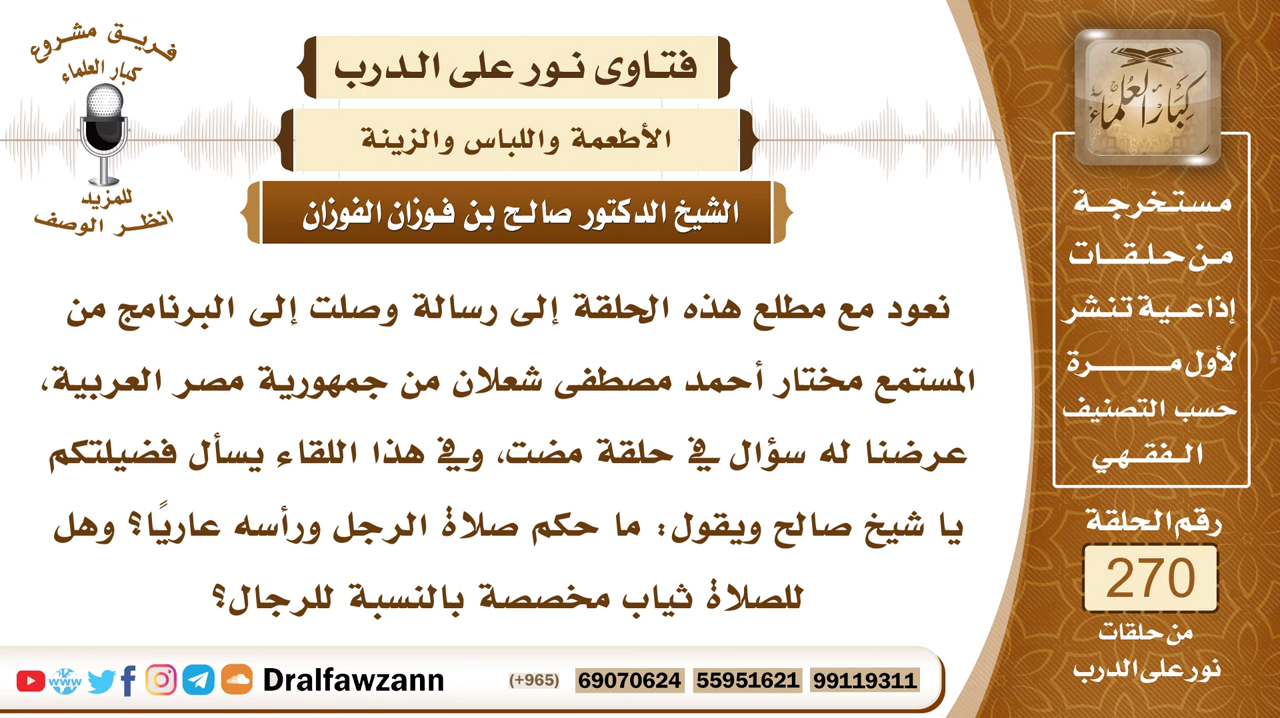 فريق مشروع
كبار العلماء
للمزيد
انظر الوصف
فتاوى نور على الدرب
الأطعمة واللباس والزينة
الشيخ الدكتور صالح بن فوزان الفوزان
نعود مع مطلع هذه الحلقة إلى رسالة وصلت إلى البرنامج من
المستمع مختار أحمد مصطفى شعلان من جمهورية مصر العربية،
عرضنا له سؤال في حلقة مضت، وفي هذا اللقاء يسأل فضيلتكم
يا شيخ صالح ويقول: ما حكم صلاة الرجل ورأسه عاريًا؟ وهل
للصلاة ثياب مخصصة بالنسبة للرجال؟
كبار العلماء
مستخرجة
من حلقات
إذاعية تنشر
لأول مرة
حسب التصنيف
الفقهي
رقم الحلقة
270
من حلقات
نور على الدرب
www
Dralfawzann
(+965) 69070624 55951621 99119311